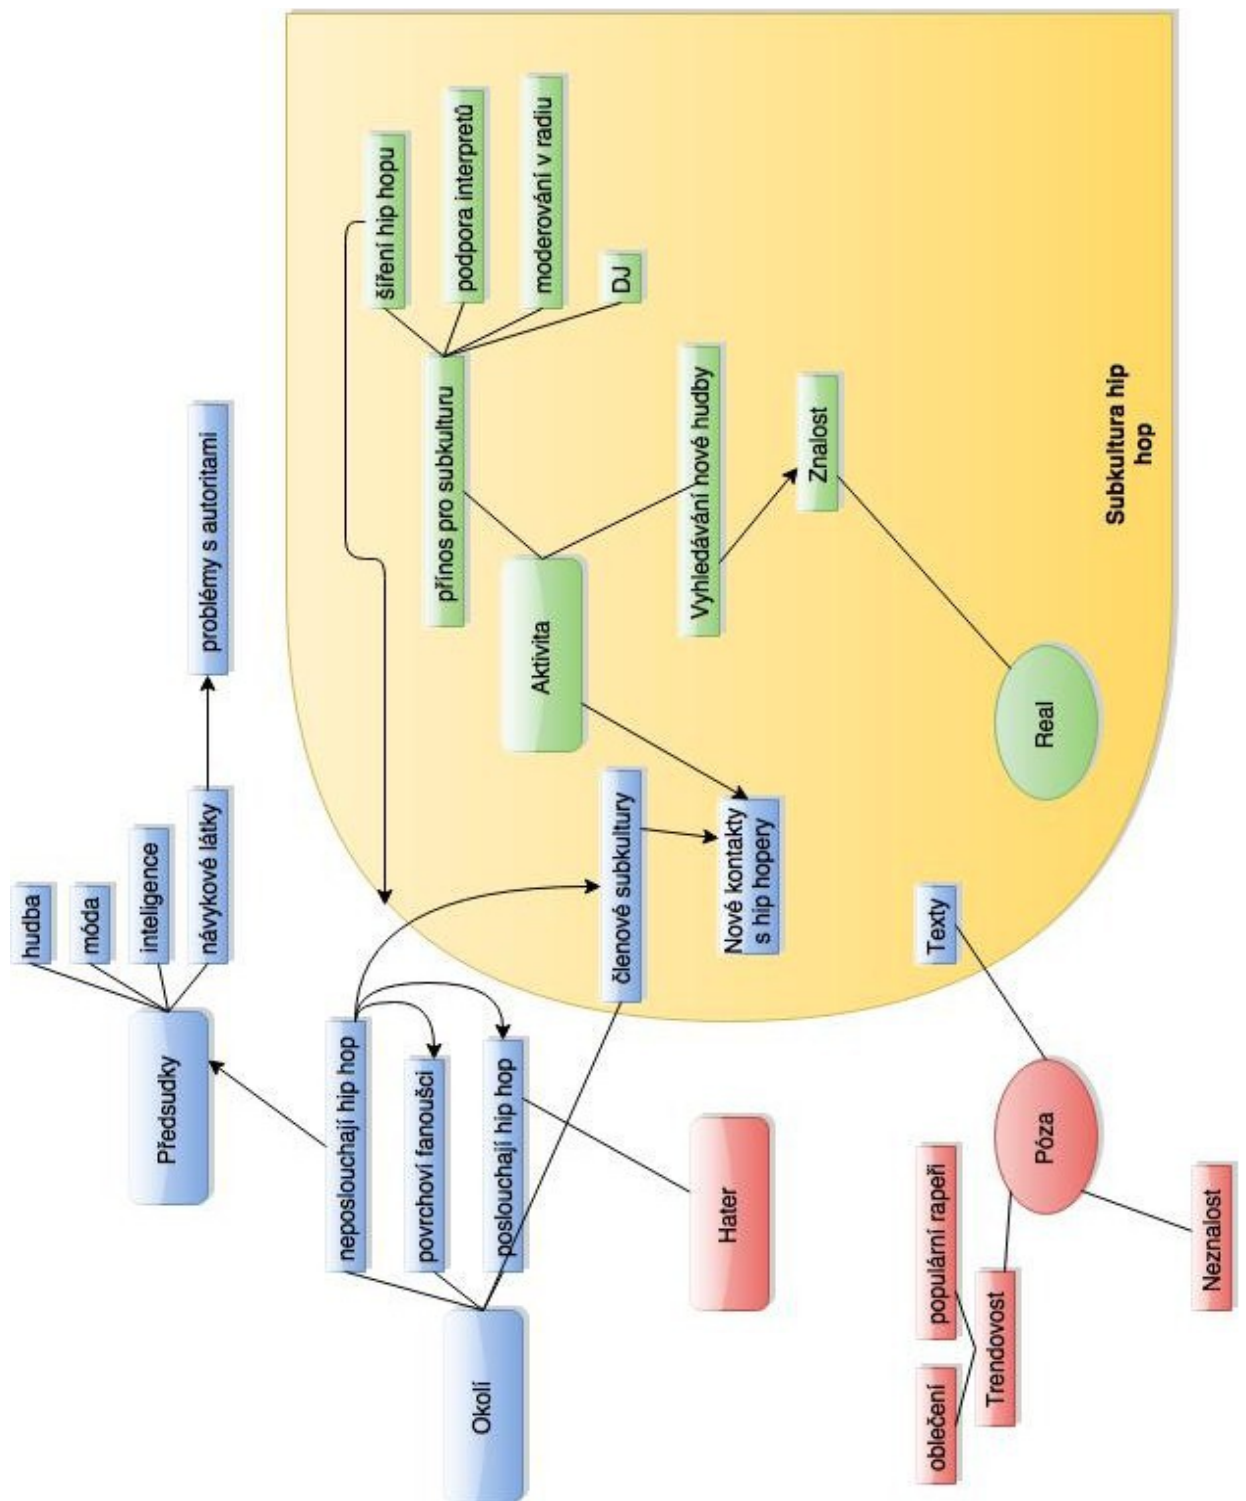 hudba
móda
inteligence
Předsudky
návykové látky
problémy s autoritami
neposlouchají hip hop
šíření hip hopu
povrchoví fanoušci
přínos pro subkulturu
podpora interpretů
Okolí
poslouchají hip hop
Aktivita
moderování v radiu
členové subkultury
DJ
Vyhledávání nové hudby
Hater
Nové kontakty
s hip hopery
Znalost
oblečení
populární rapeři
Texty
Trendovost
Póza
Real
Subkultura hip
hop
Neznalost